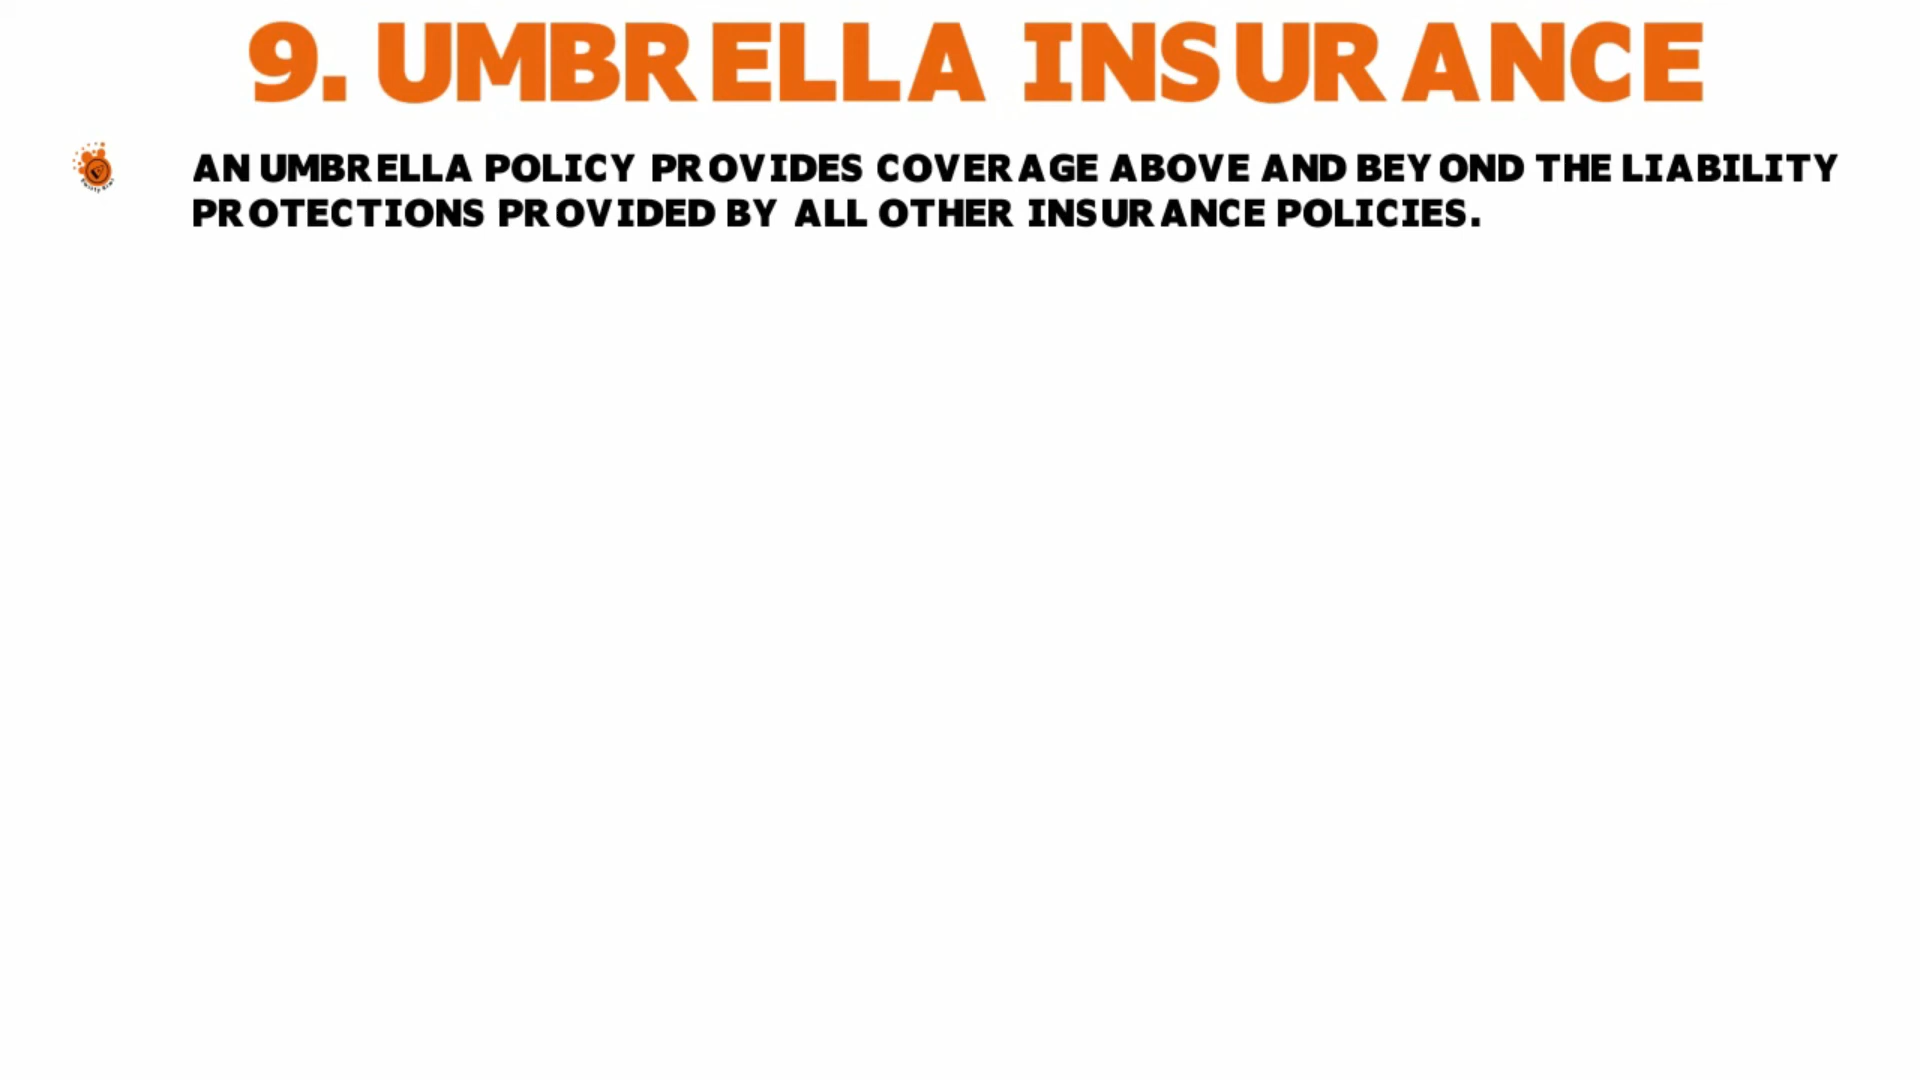 9. UMBRELLA INSURANCE
AN UMBRELLA POLICY PROVIDES COVERAGE ABOVE AND BEYOND THE LIABILITY
PROTECTIONS PROVIDED BY ALL OTHER INSURANCE POLICIES.